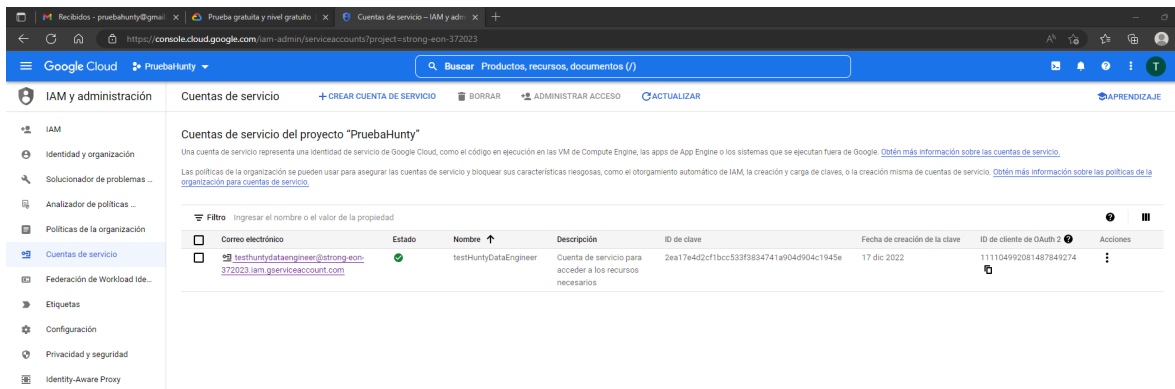 Recibidos - pruebahunty@gmail
Prueba gratuita y nivel gratuito
Cuentas de servicio – IAM y adm
https://console.cloud.google.com/iam-admin/serviceaccounts?project=strong-eon-372023
Google Cloud
PruebaHunty
Buscar Productos, recursos, documentos (/)
T
IAM y administración
Cuentas de servicio
+ CREAR CUENTA DE SERVICIO
BORRAR
ADMINISTRAR ACCESO
ACTUALIZAR
APRENDIZAJE
IAM
Identidad y organización
Solucionador de problemas ...
Analizador de políticas ...
Políticas de la organización
Cuentas de servicio
Federación de Workload Ide...
Etiquetas
Configuración
Privacidad y seguridad
Identity-Aware Proxy
Cuentas de servicio del proyecto "PruebaHunty"
Una cuenta de servicio representa una identidad de servicio de Google Cloud, como el código en ejecución en las VM de Compute Engine, las apps de App Engine o los sistemas que se ejecutan fuera de Google. Obtén más información sobre las cuentas de servicio.
Las políticas de la organización se pueden usar para asegurar las cuentas de servicio y bloquear sus características riesgosas, como el otorgamiento automático de IAM, la creación y carga de claves, o la creación misma de cuentas de servicio. Obtén más información sobre las políticas de la
organización para cuentas de servicio.
Filtro Ingresar el nombre o el valor de la propiedad
Correo electrónico Estado Nombre Descripción ID de clave Fecha de creación de la clave ID de cliente de OAuth 2 Acciones
testhuntydataengineer@strong-eon- testHuntyDataEngineer Cuenta de servicio para 2ea17e4d2cf1bcc533f3834741a904d904c1945e 17 dic 2022 111104992081487849274
372023.iam.gserviceaccount.com acceder a los recursos
necesarios